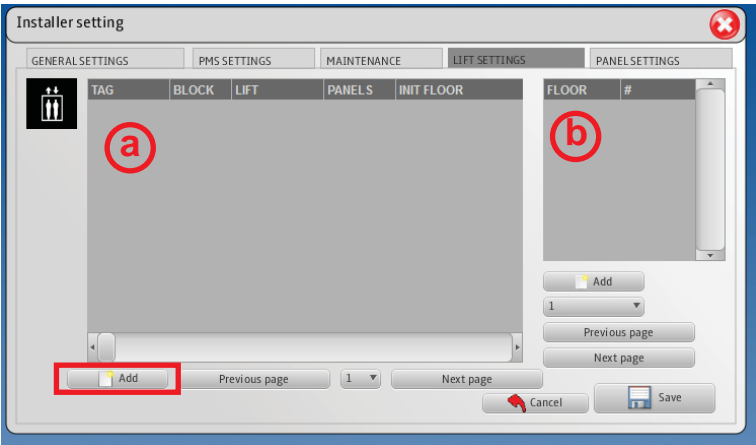 Installer setting
GENERAL SETTINGS PMS SETTINGS MAINTENANCE LIFT SETTINGS PANEL SETTINGS
TAG BLOCK LIFT PANELS INIT FLOOR FLOOR #
a b
Add
1
Previous page
Next page
Add Previous page 1 Next page
Cancel Save